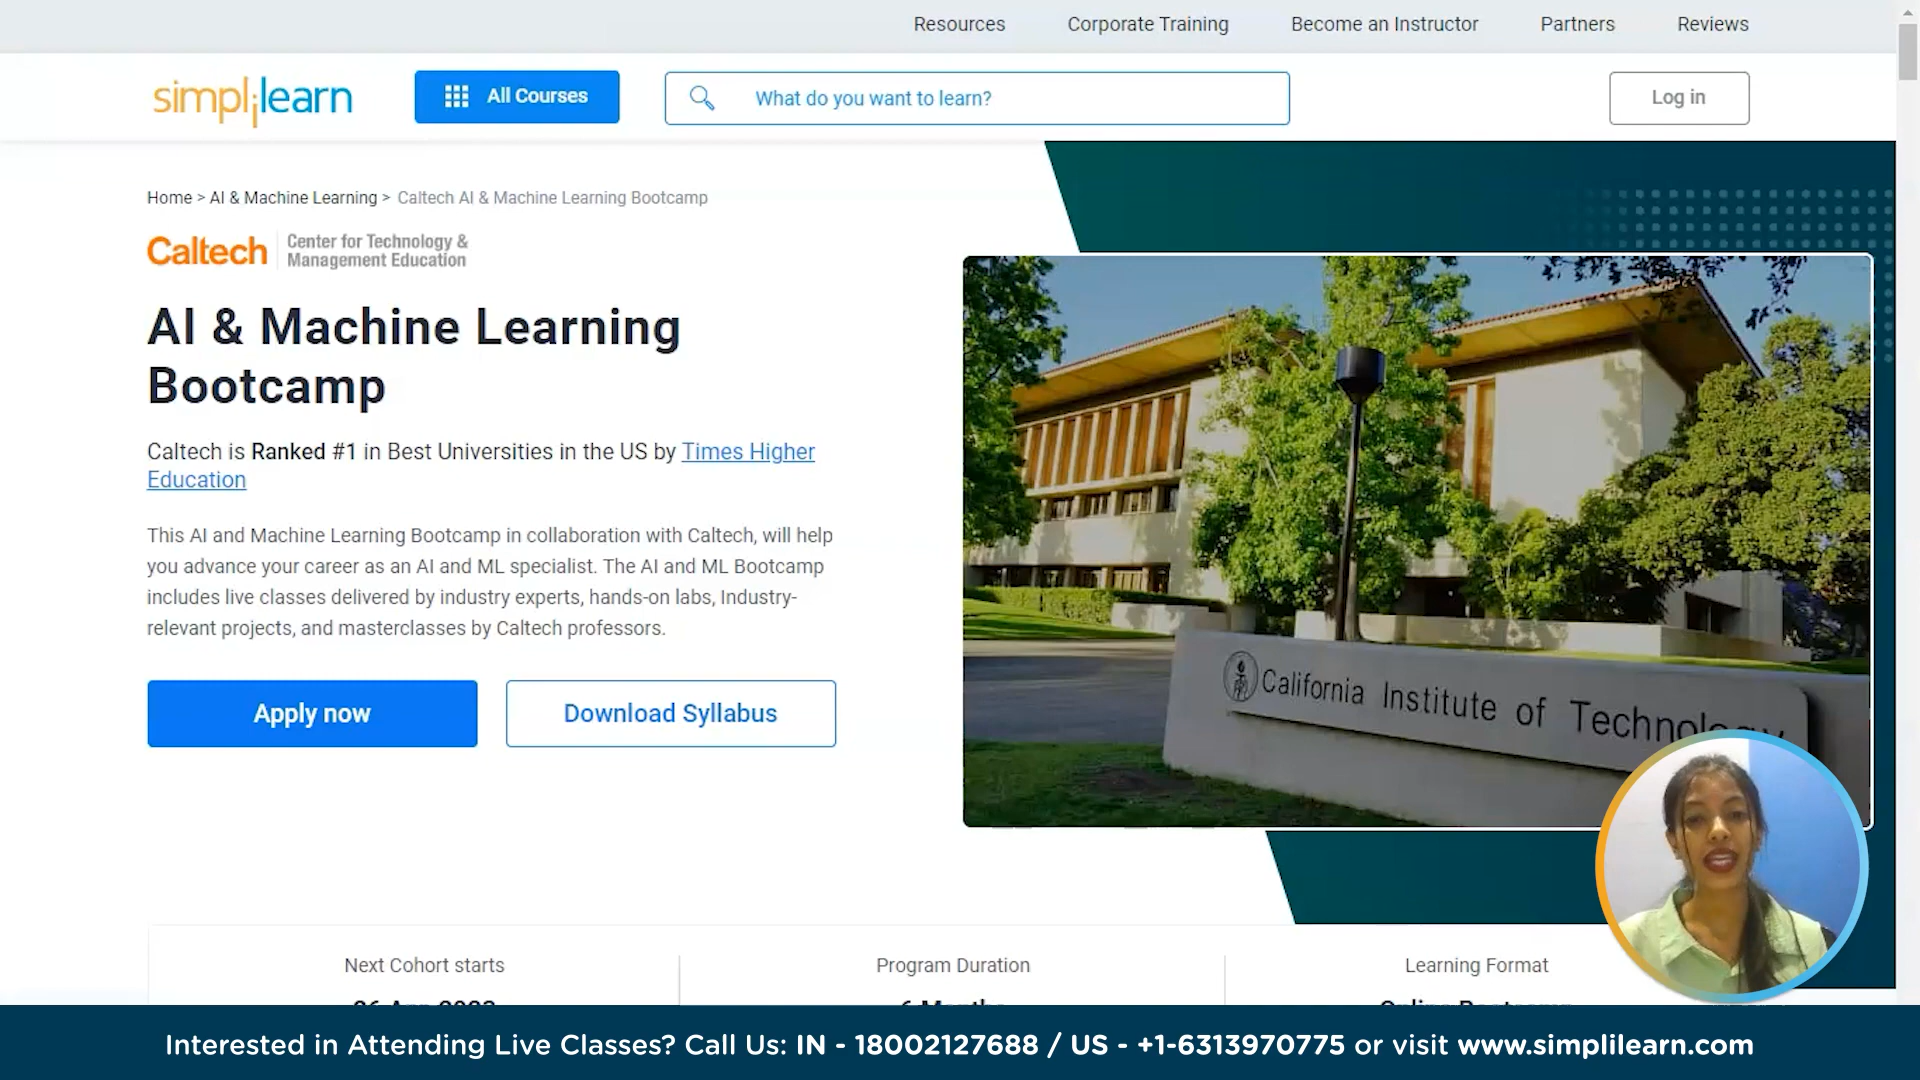 Resources Corporate Training Become an Instructor Partners Reviews
simplilearn All Courses What do you want to learn? Log in
Home > AI & Machine Learning > Caltech AI & Machine Learning Bootcamp
Caltech
Center for Technology &
Management Education
AI & Machine Learning
Bootcamp
Caltech is Ranked #1 in Best Universities in the US by Times Higher
Education
This AI and Machine Learning Bootcamp in collaboration with Caltech, will help
you advance your career as an AI and ML specialist. The AI and ML Bootcamp
includes live classes delivered by industry experts, hands-on labs, Industry-
relevant projects, and masterclasses by Caltech professors.
Apply now Download Syllabus
California Institute of Technology
Next Cohort starts Program Duration Learning Format
6 Months Online Bootcamp
Interested in Attending Live Classes? Call Us: IN - 18002127688 / US - +1-6313970775 or visit www.simplilearn.com